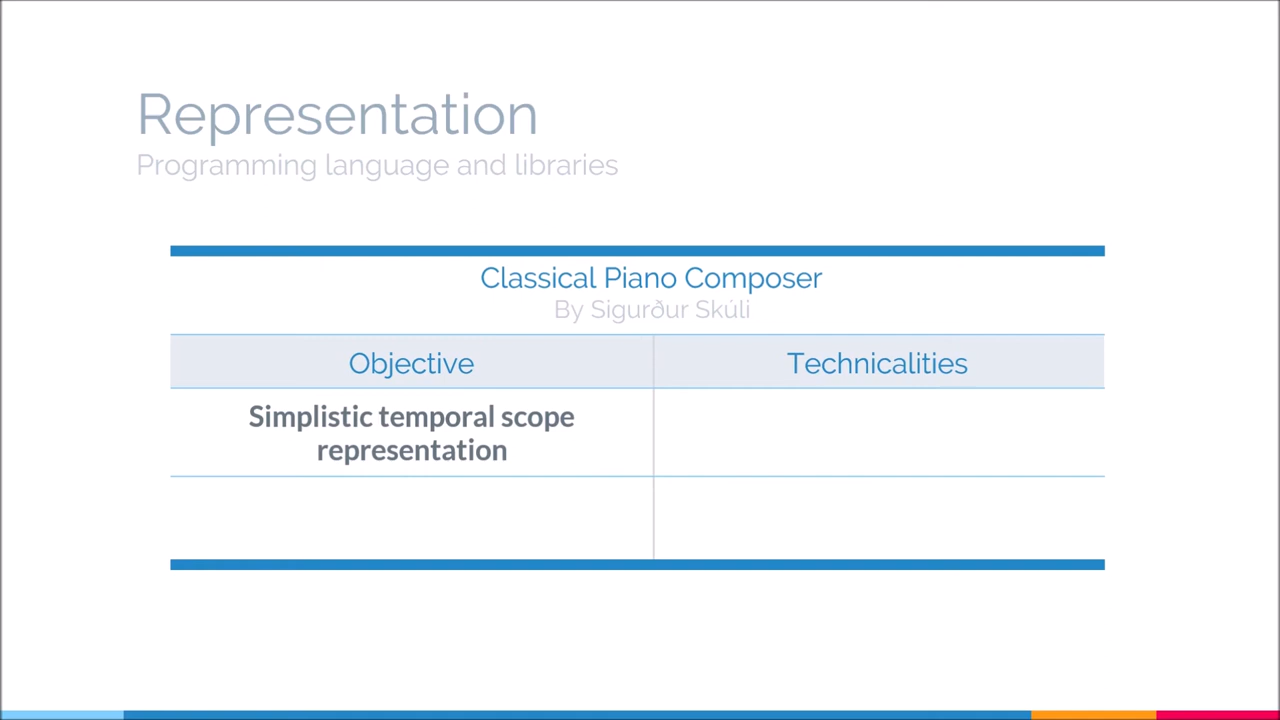 Representation
Programming language and libraries
Classical Piano Composer
By Sigurður Skúli
Objective
Technicalities
Simplistic temporal scope
representation